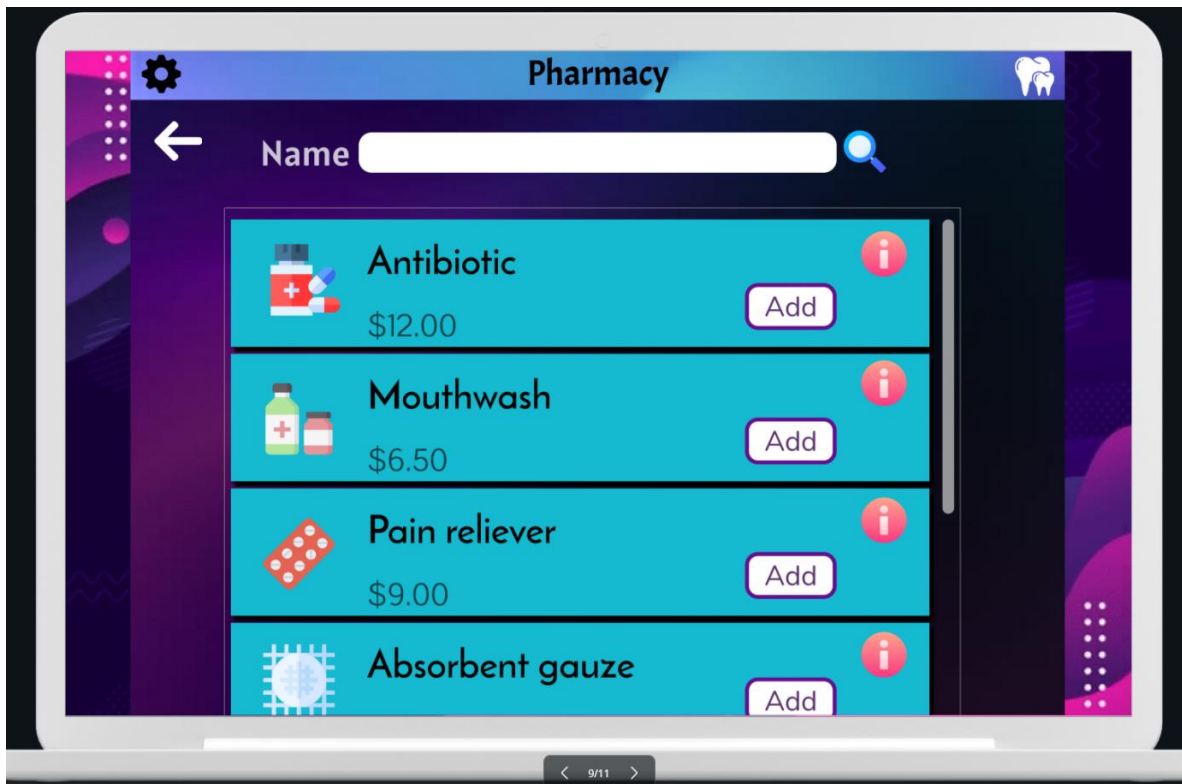 Pharmacy
Name
Antibiotic
$12.00
Add
Mouthwash
$6.50
Add
Pain reliever
$9.00
Add
Absorbent gauze
Add
9/11